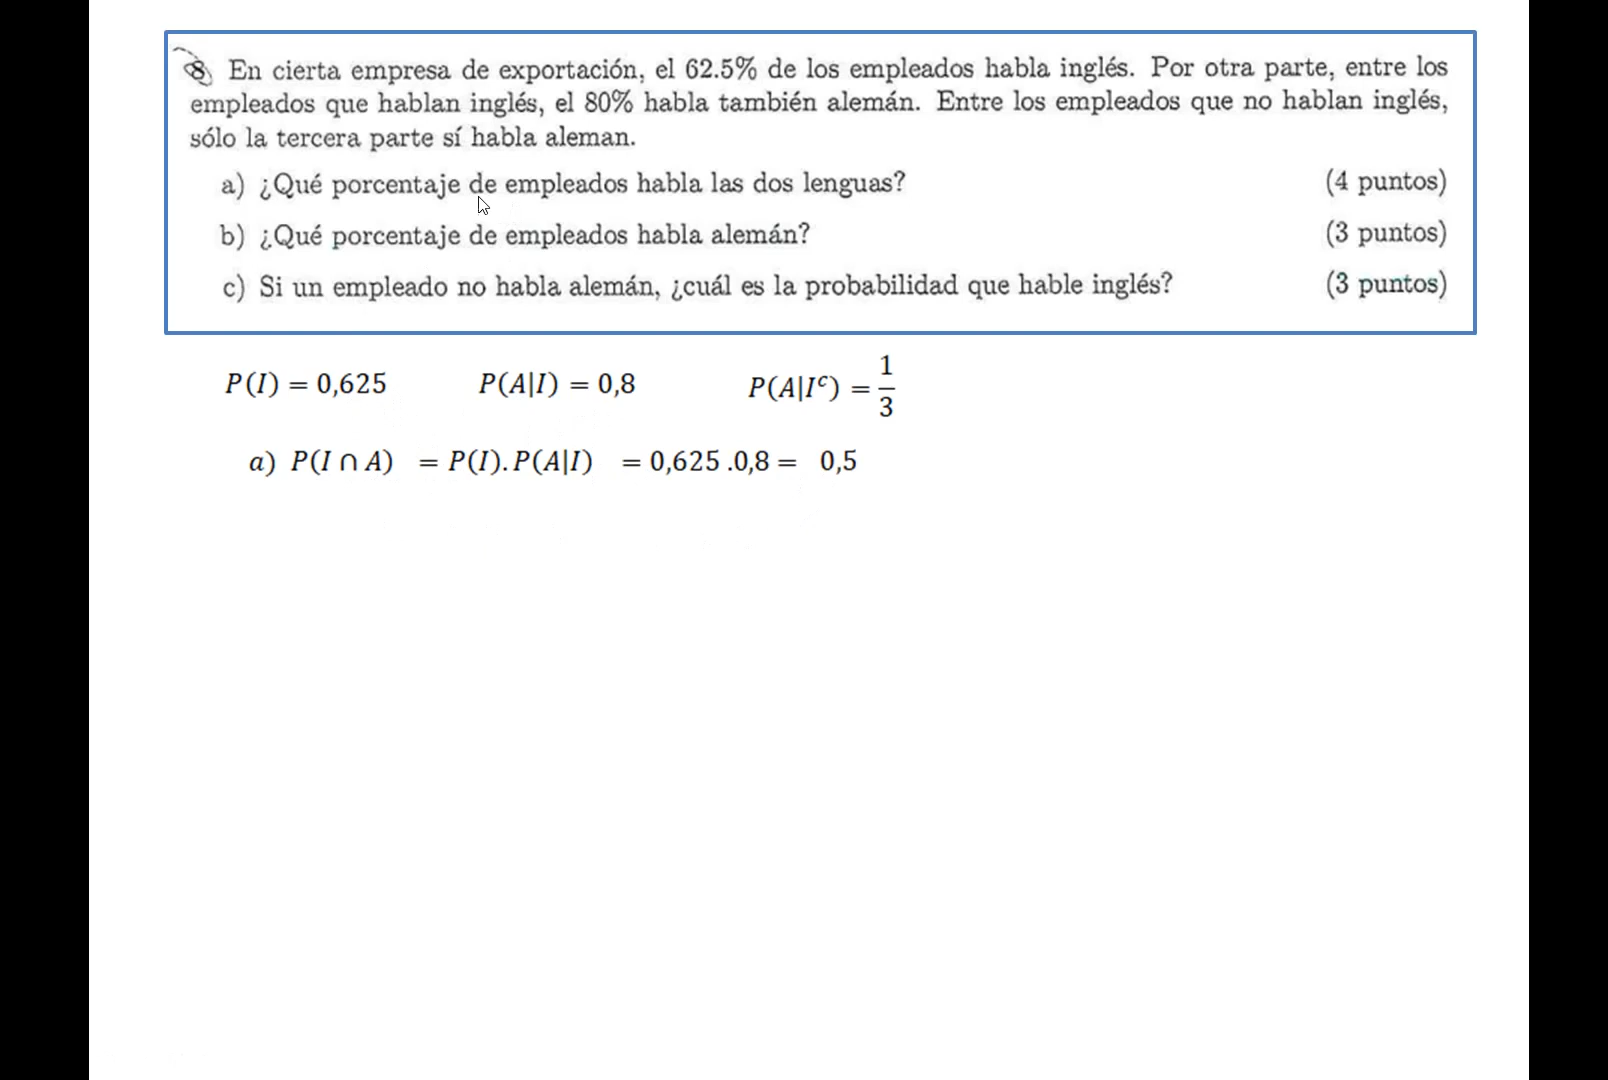 8 En cierta empresa de exportación, el 62.5% de los empleados habla inglés. Por otra parte, entre los
empleados que hablan inglés, el 80% habla también alemán. Entre los empleados que no hablan inglés,
sólo la tercera parte sí habla aleman.
a) ¿Qué porcentaje de empleados habla las dos lenguas? (4 puntos)
b) ¿Qué porcentaje de empleados habla alemán? (3 puntos)
c) Si un empleado no habla alemán, ¿cuál es la probabilidad que hable inglés? (3 puntos)
P(I) = 0,625 P(A|I) = 0,8 P(A|Iᶜ) = 1/3
a) P(I ∩ A) = P(I). P(A|I) = 0,625 .0,8 = 0,5